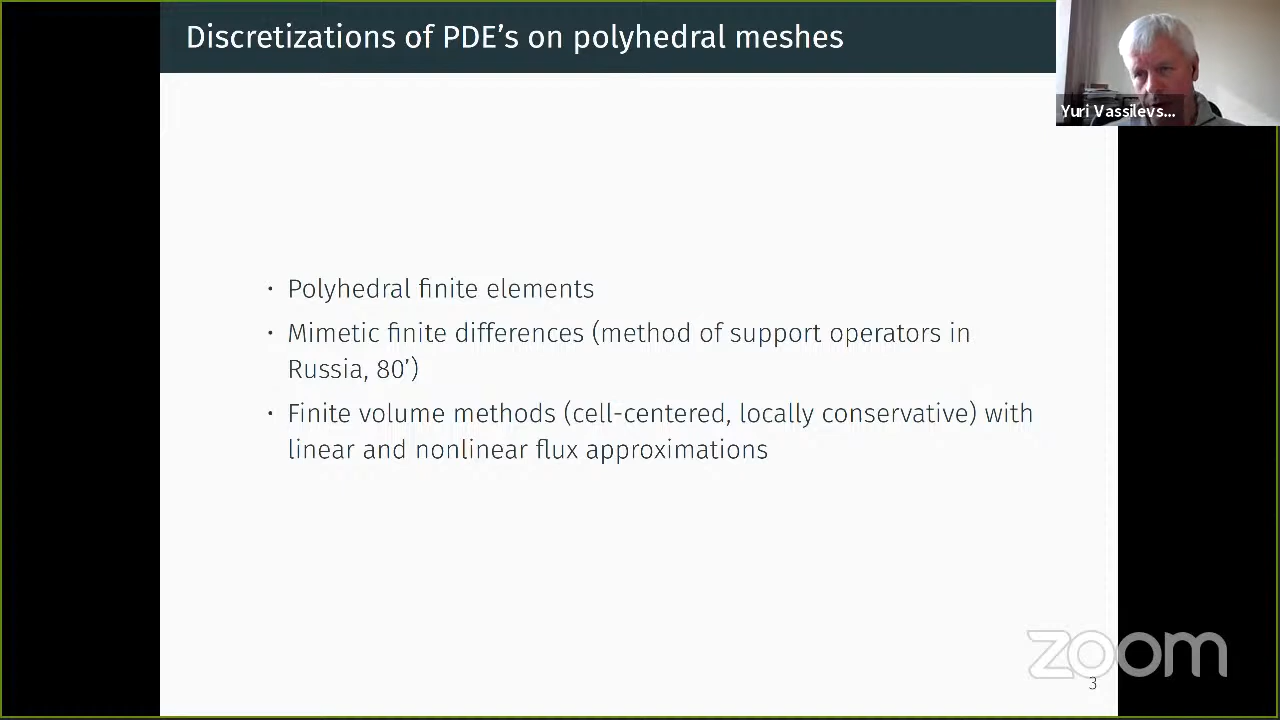 Discretizations of PDE's on polyhedral meshes
Yuri Vassilevs...
· Polyhedral finite elements
· Mimetic finite differences (method of support operators in
Russia, 80')
· Finite volume methods (cell-centered, locally conservative) with
linear and nonlinear flux approximations
zoom
3